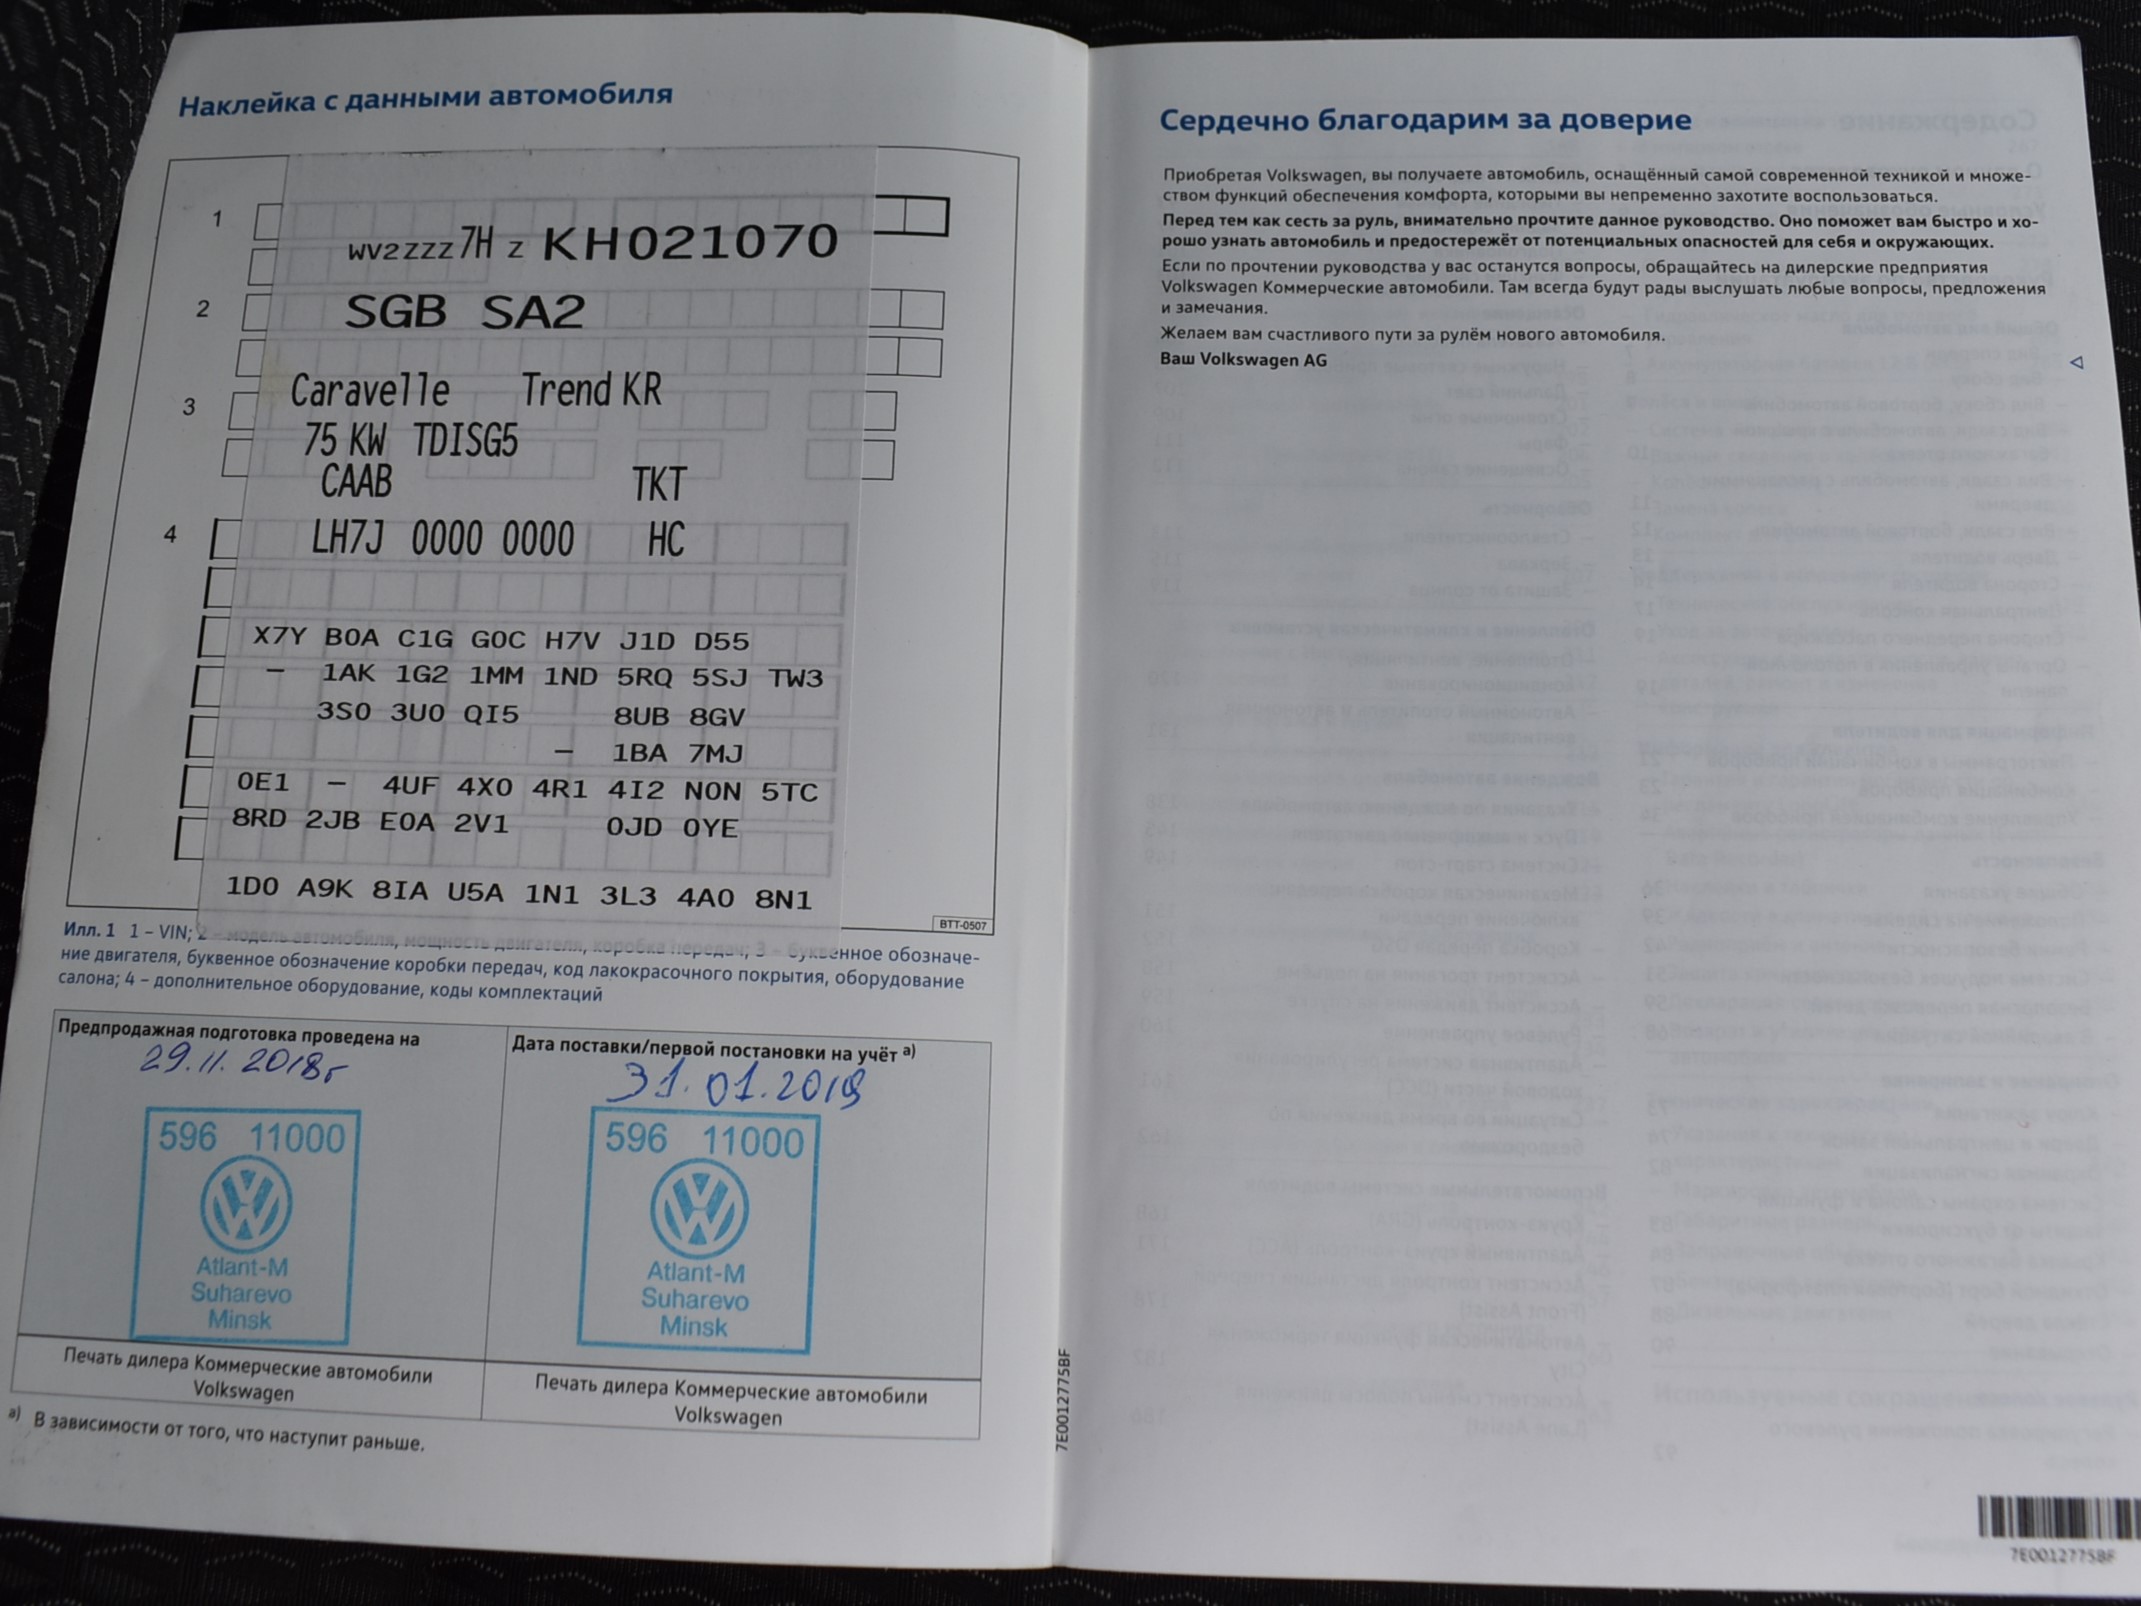 Наклейка с данными автомобиля
1
WV2ZZZ7H Z KH021070
2
SGB SA2
3
Caravelle Trend KR
75 KW TDISG5
CAAB TKT
4
LH7J 0000 0000 HC
X7Y B0A C1G G0C H7V J1D D55
– 1AK 1G2 1MM 1ND 5RQ 5SJ TW3
3S0 3U0 QI5 8UB 8GV
– 1BA 7MJ
0E1 – 4UF 4X0 4R1 4I2 N0N 5TC
8RD 2JB E0A 2V1 0JD 0YE
1D0 A9K 8IA U5A 1N1 3L3 4A0 8N1
BTT-0507
Илл. 1 1 – VIN; 2 – модель автомобиля, мощность двигателя, коробка передач; 3 – буквенное обозначе-
ние двигателя, буквенное обозначение коробки передач, код лакокрасочного покрытия, оборудование
салона; 4 – дополнительное оборудование, коды комплектаций
Предпродажная подготовка проведена на
29.11.2018г
596 11000
Atlant-M
Suharevo
Minsk
Печать дилера Коммерческие автомобили
Volkswagen
Дата поставки/первой постановки на учёт а)
31.01.2019
596 11000
Atlant-M
Suharevo
Minsk
Печать дилера Коммерческие автомобили
Volkswagen
а) В зависимости от того, что наступит раньше.
7E0012775BF
Сердечно благодарим за доверие
Приобретая Volkswagen, вы получаете автомобиль, оснащённый самой современной техникой и множе-
ством функций обеспечения комфорта, которыми вы непременно захотите воспользоваться.
Перед тем как сесть за руль, внимательно прочтите данное руководство. Оно поможет вам быстро и хо-
рошо узнать автомобиль и предостережёт от потенциальных опасностей для себя и окружающих.
Если по прочтении руководства у вас останутся вопросы, обращайтесь на дилерские предприятия
Volkswagen Коммерческие автомобили. Там всегда будут рады выслушать любые вопросы, предложения
и замечания.
Желаем вам счастливого пути за рулём нового автомобиля.
Ваш Volkswagen AG
7E0012775BF